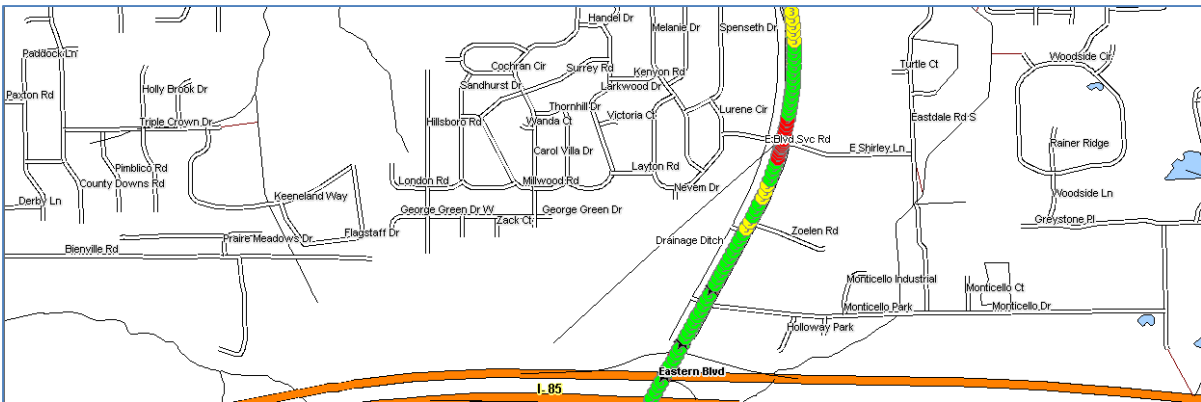 Handel Dr
Melanie Dr
Spenseth Dr
Paddock Ln
Woodside Cir
Cochran Cir
Surrey Rd
Kenyon Rd
Turtle Ct
Sandhurst Dr
Larkwood Dr
Holly Brook Dr
Paxton Rd
Thornhill Dr
Lurene Cir
Victoria Ct
Eastdale Rd S
Triple Crown Dr
Hillsboro Rd
Wanda Ct
E Blvd Svc Rd
Rainer Ridge
Carol Villa Dr
E Shirley Ln
Pimblico Rd
Layton Rd
County Downs Rd
London Rd
Millwood Rd
Nevem Dr
Woodside Ln
Keeneland Way
Derby Ln
George Green Dr W
George Green Dr
Zack Ct
Greystone Pl
Flagstaff Dr
Zoelen Rd
Praire Meadows Dr
Drainage Ditch
Bienville Rd
Monticello Industrial
Monticello Ct
Monticello Park
Monticello Dr
Holloway Park
Eastern Blvd
I- 85